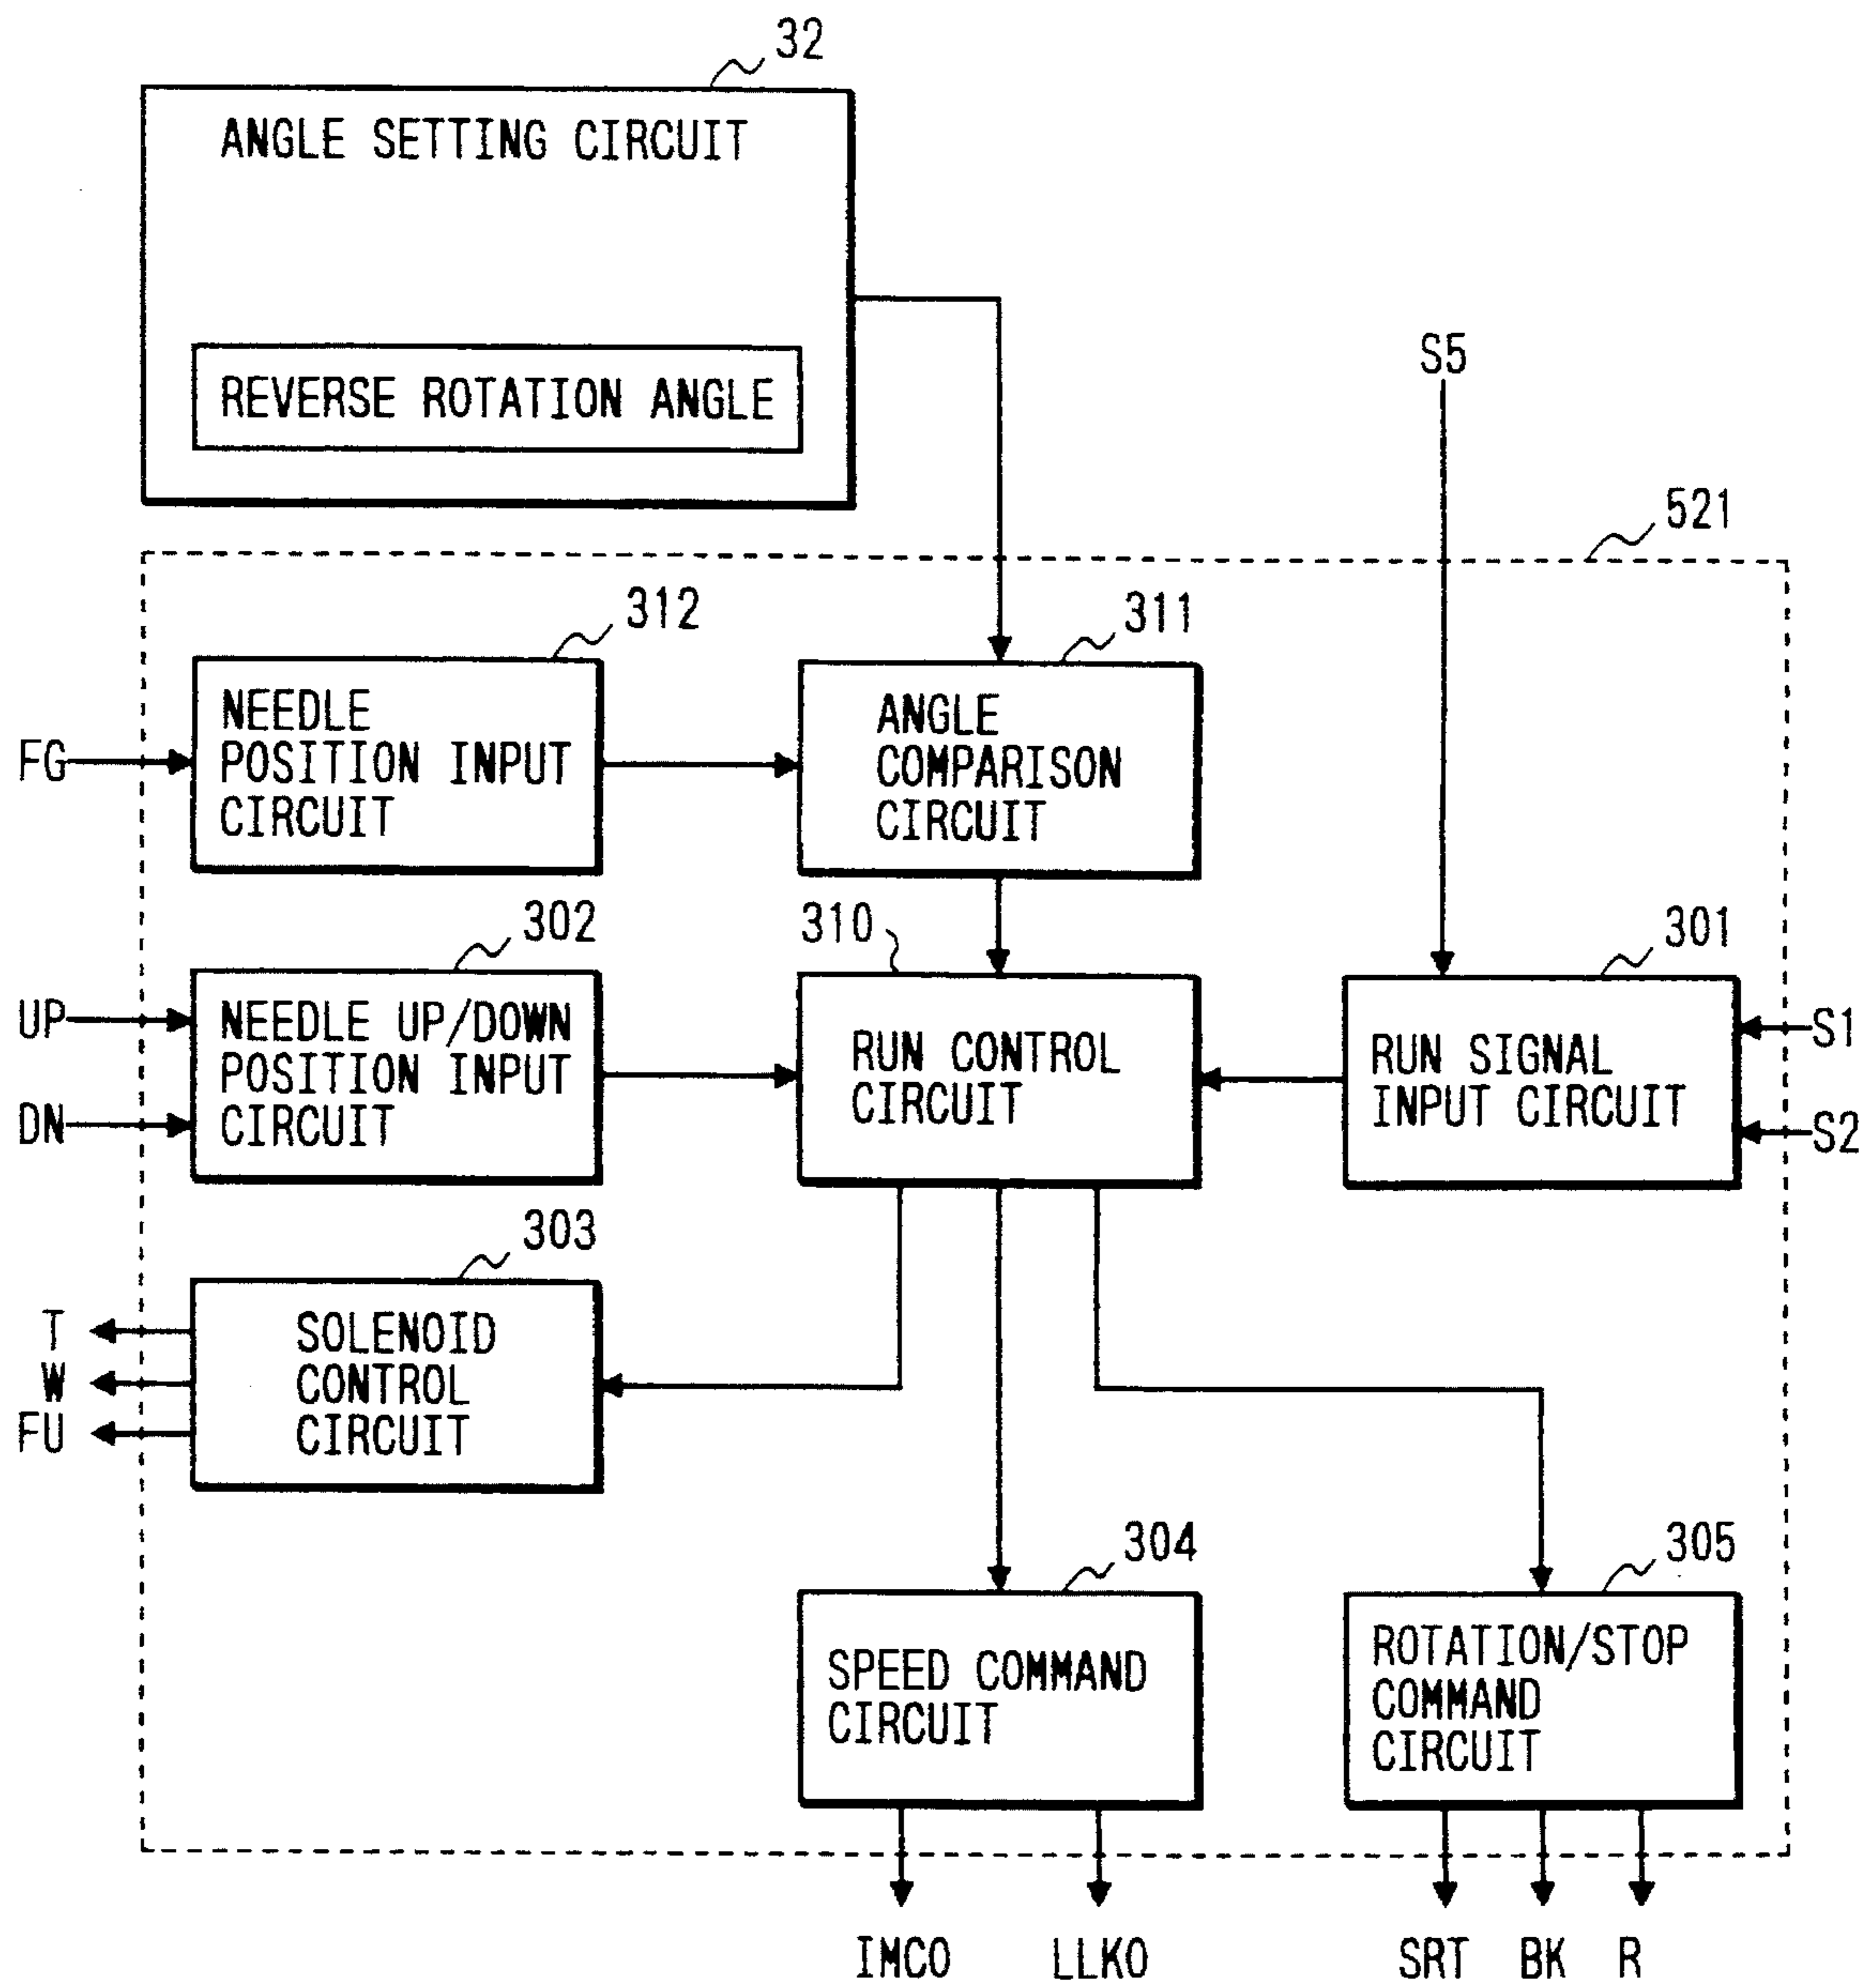 32
ANGLE SETTING CIRCUIT
REVERSE ROTATION ANGLE
S5
521
312
311
NEEDLE
POSITION INPUT
CIRCUIT
ANGLE
COMPARISON
CIRCUIT
FG
302
310
301
UP
DN
NEEDLE UP/DOWN
POSITION INPUT
CIRCUIT
RUN CONTROL
CIRCUIT
RUN SIGNAL
INPUT CIRCUIT
S1
S2
303
T
W
FU
SOLENOID
CONTROL
CIRCUIT
304
305
SPEED COMMAND
CIRCUIT
ROTATION/STOP
COMMAND
CIRCUIT
IMCO
LLKO
SRT
BK
R